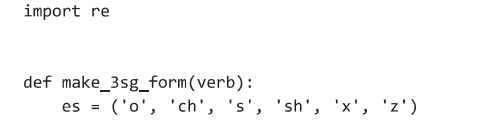 import re
def make_3sg_form(verb):
    es = ('o', 'ch', 's', 'sh', 'x', 'z')